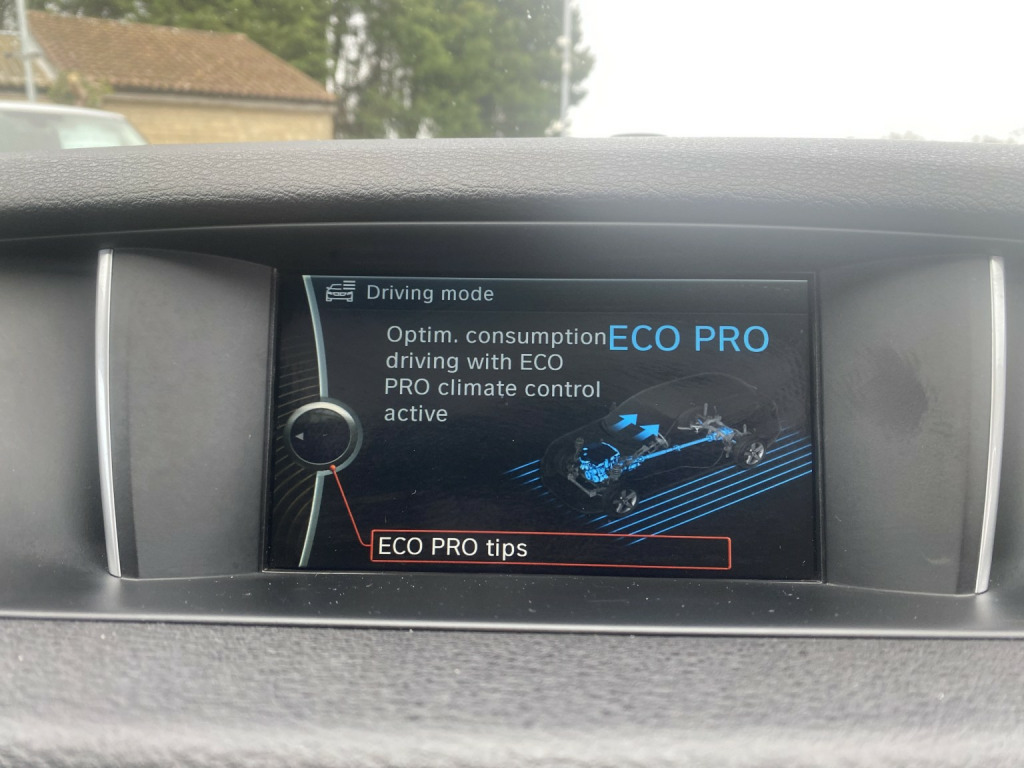 Driving mode
Optim. consumption
driving with ECO
PRO climate control
active
ECO PRO
ECO PRO tips